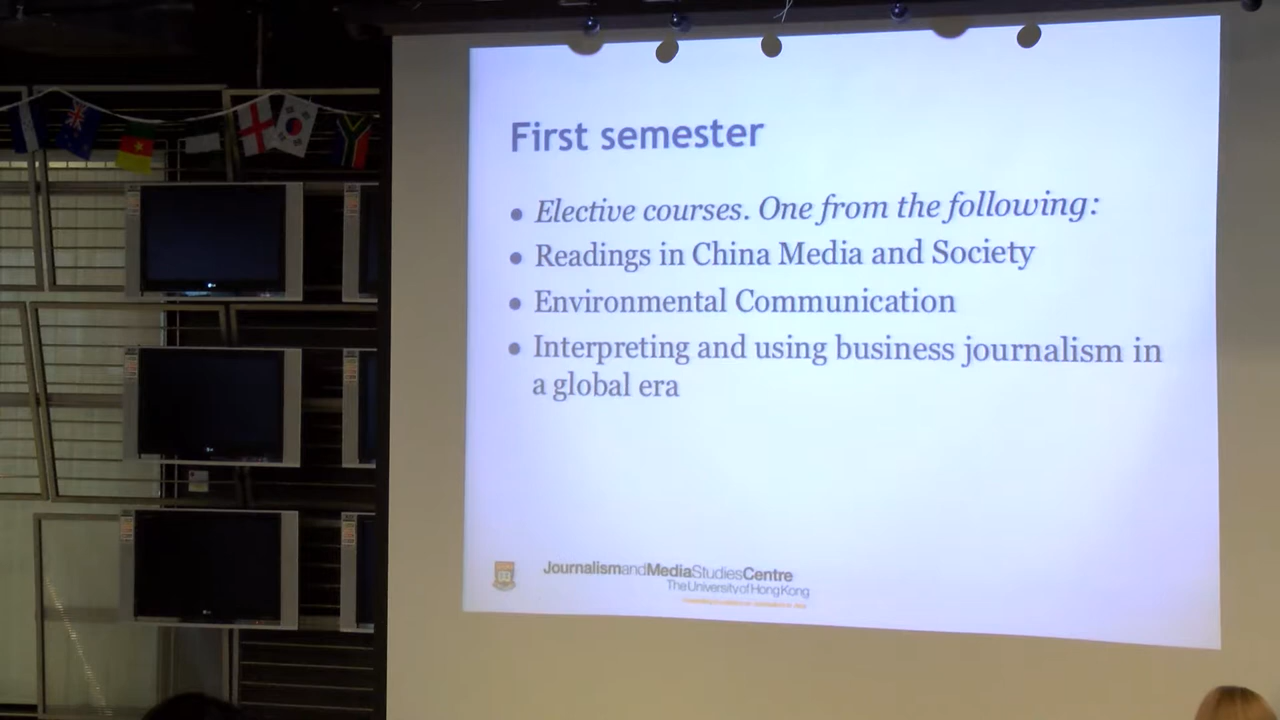 First semester
• Elective courses. One from the following:
• Readings in China Media and Society
• Environmental Communication
• Interpreting and using business journalism in
a global era
JournalismandMediaStudiesCentre
The University of Hong Kong